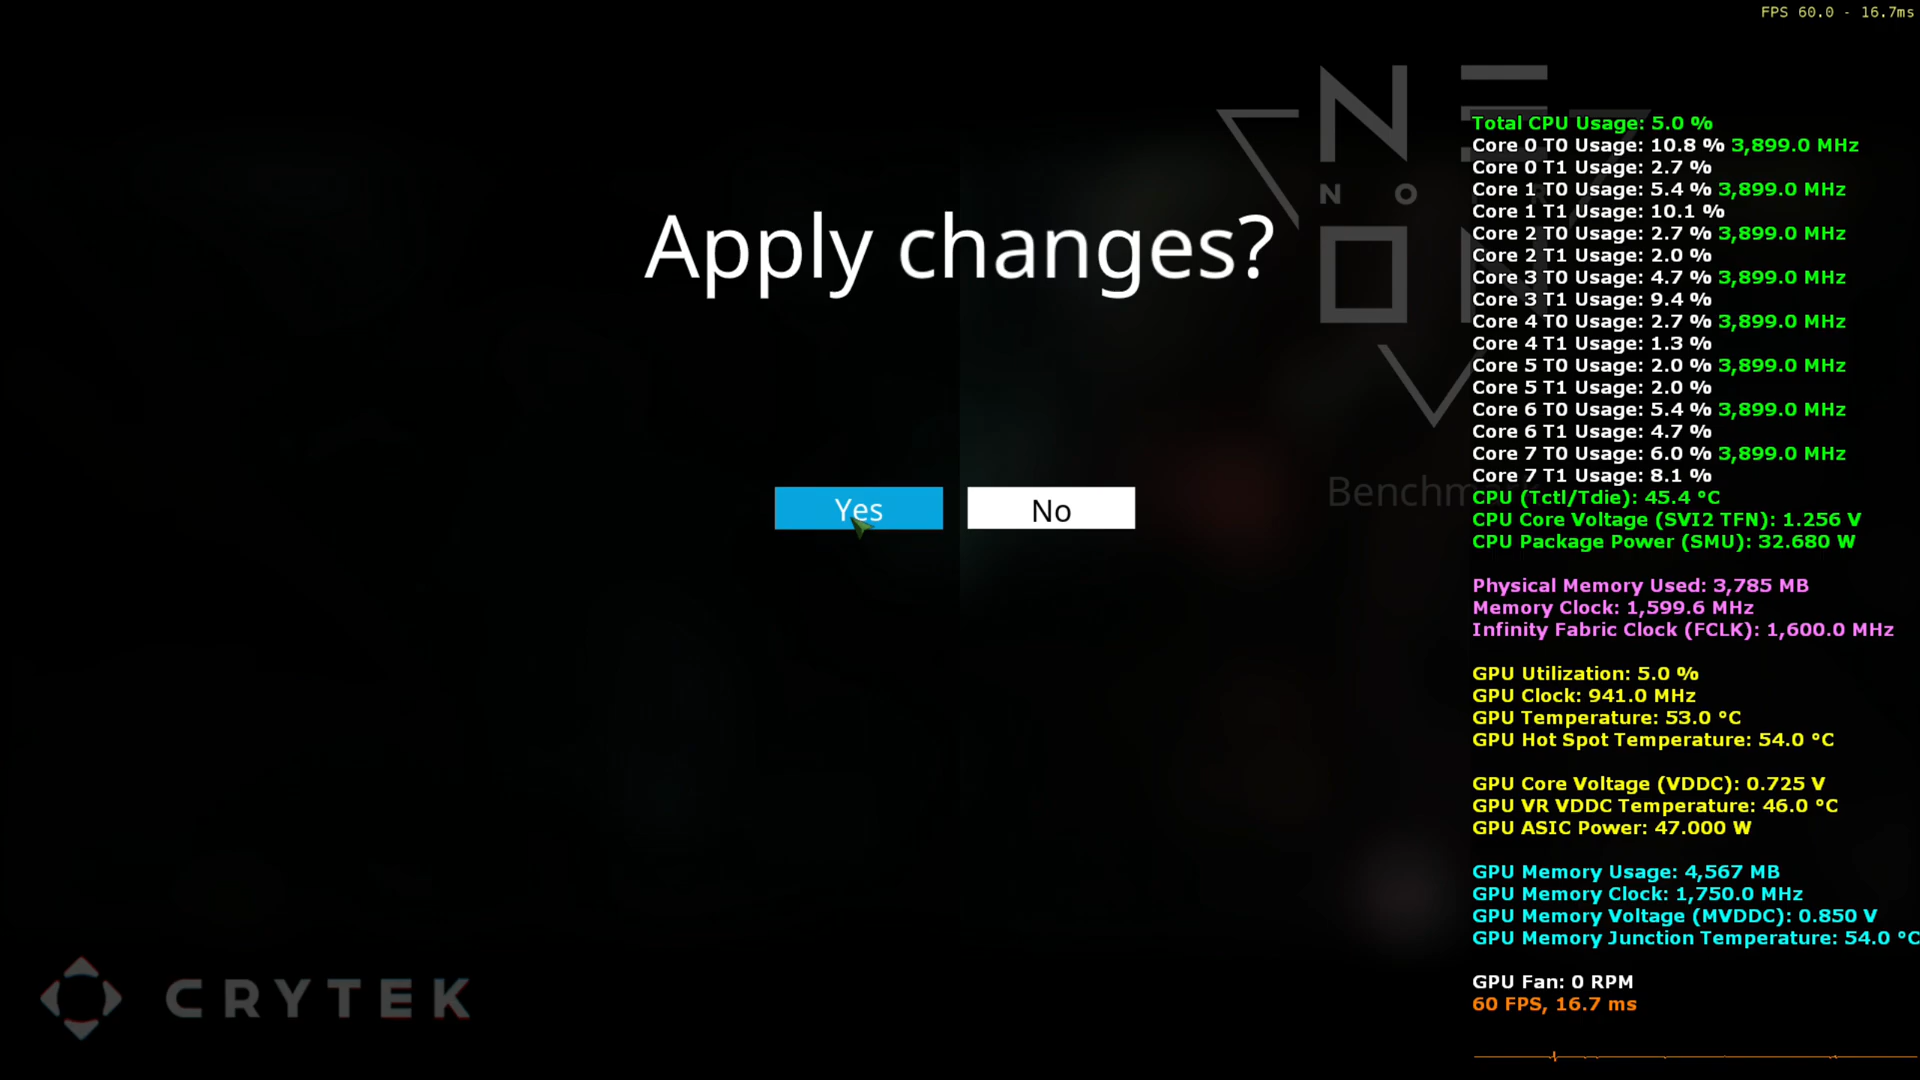 FPS 60.0 - 16.7ms
NE
NO
ON
Apply changes?
Yes
No
Benchm
Total CPU Usage: 5.0 %
Core 0 T0 Usage: 10.8 % 3,899.0 MHz
Core 0 T1 Usage: 2.7 %
Core 1 T0 Usage: 5.4 % 3,899.0 MHz
Core 1 T1 Usage: 10.1 %
Core 2 T0 Usage: 2.7 % 3,899.0 MHz
Core 2 T1 Usage: 2.0 %
Core 3 T0 Usage: 4.7 % 3,899.0 MHz
Core 3 T1 Usage: 9.4 %
Core 4 T0 Usage: 2.7 % 3,899.0 MHz
Core 4 T1 Usage: 1.3 %
Core 5 T0 Usage: 2.0 % 3,899.0 MHz
Core 5 T1 Usage: 2.0 %
Core 6 T0 Usage: 5.4 % 3,899.0 MHz
Core 6 T1 Usage: 4.7 %
Core 7 T0 Usage: 6.0 % 3,899.0 MHz
Core 7 T1 Usage: 8.1 %
CPU (Tctl/Tdie): 45.4 °C
CPU Core Voltage (SVI2 TFN): 1.256 V
CPU Package Power (SMU): 32.680 W
Physical Memory Used: 3,785 MB
Memory Clock: 1,599.6 MHz
Infinity Fabric Clock (FCLK): 1,600.0 MHz
GPU Utilization: 5.0 %
GPU Clock: 941.0 MHz
GPU Temperature: 53.0 °C
GPU Hot Spot Temperature: 54.0 °C
GPU Core Voltage (VDDC): 0.725 V
GPU VR VDDC Temperature: 46.0 °C
GPU ASIC Power: 47.000 W
GPU Memory Usage: 4,567 MB
GPU Memory Clock: 1,750.0 MHz
GPU Memory Voltage (MVDDC): 0.850 V
GPU Memory Junction Temperature: 54.0 °C
GPU Fan: 0 RPM
60 FPS, 16.7 ms
CRYTEK